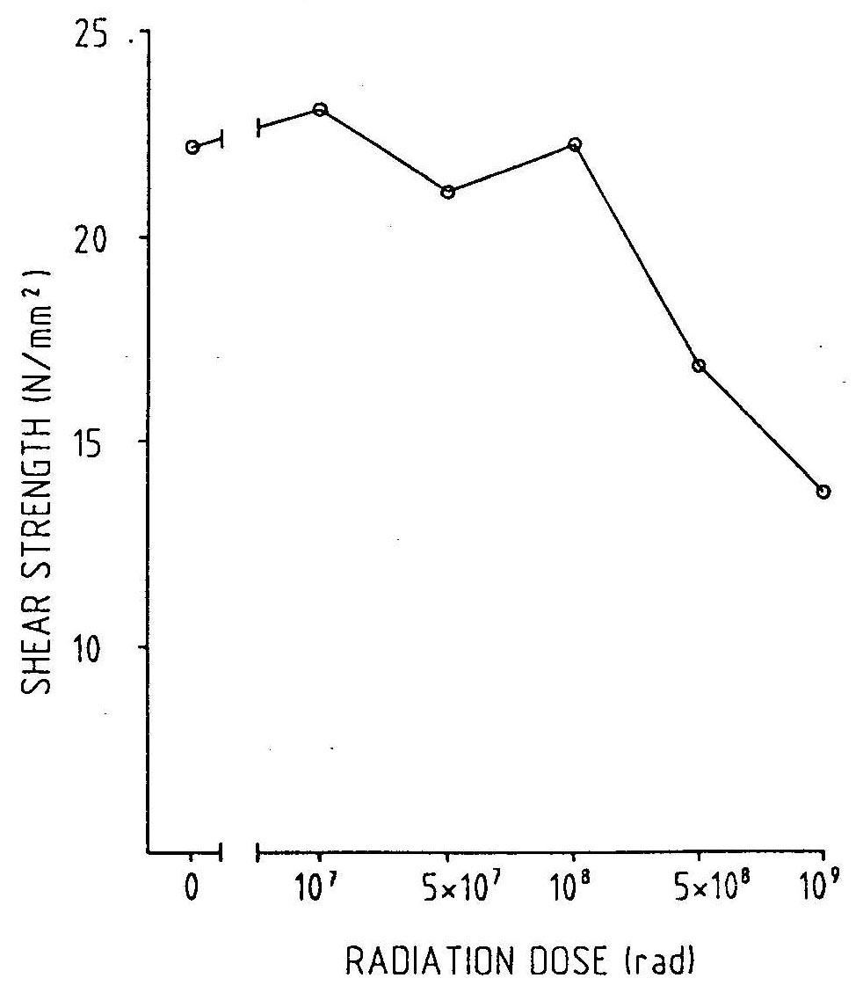 25
20
15
10
SHEAR STRENGTH (N/mm²)
0 10⁷ 5×10⁷ 10⁸ 5×10⁸ 10⁹
RADIATION DOSE (rad)